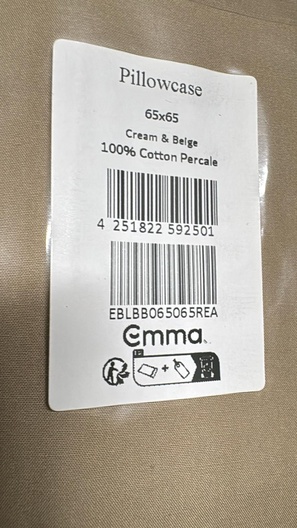 Pillowcase
65x65
Cream & Beige
100% Cotton Percale
4 251822 592501
EBLBB065065REA
emma
+